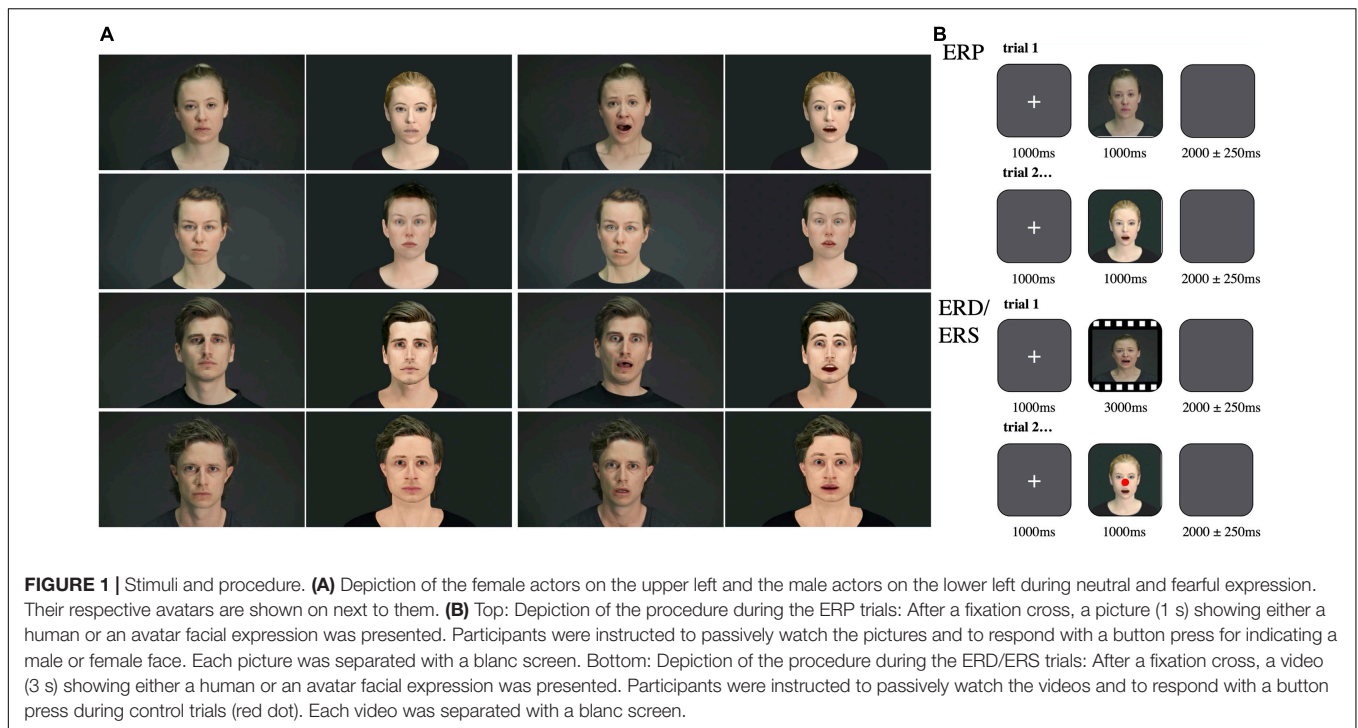 A
B
ERP
trial 1
1000ms 1000ms 2000 ± 250ms
trial 2...
1000ms 1000ms 2000 ± 250ms
ERD/
ERS
trial 1
1000ms 3000ms 2000 ± 250ms
trial 2...
1000ms 1000ms 2000 ± 250ms
FIGURE 1 | Stimuli and procedure. (A) Depiction of the female actors on the upper left and the male actors on the lower left during neutral and fearful expression.
Their respective avatars are shown on next to them. (B) Top: Depiction of the procedure during the ERP trials: After a fixation cross, a picture (1 s) showing either a
human or an avatar facial expression was presented. Participants were instructed to passively watch the pictures and to respond with a button press for indicating a
male or female face. Each picture was separated with a blanc screen. Bottom: Depiction of the procedure during the ERD/ERS trials: After a fixation cross, a video
(3 s) showing either a human or an avatar facial expression was presented. Participants were instructed to passively watch the videos and to respond with a button
press during control trials (red dot). Each video was separated with a blanc screen.